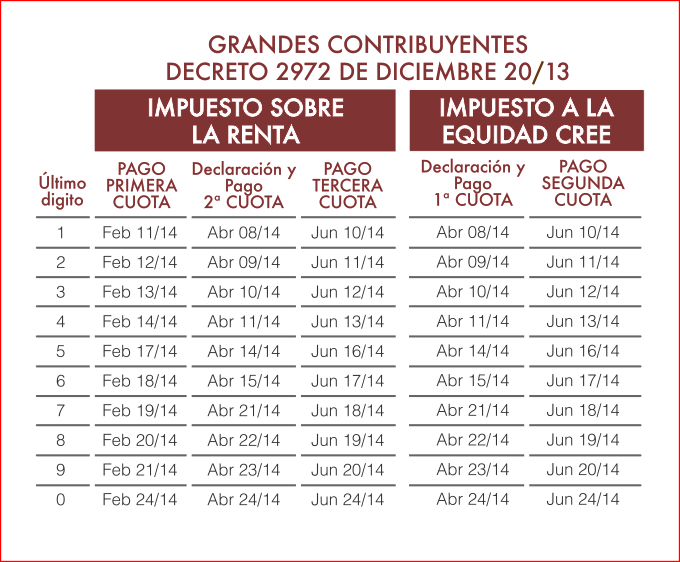 GRANDES CONTRIBUYENTES
DECRETO 2972 DE DICIEMBRE 20/13
IMPUESTO SOBRE
LA RENTA
IMPUESTO A LA
EQUIDAD CREE
Último
digito
PAGO
PRIMERA
CUOTA
Declaración y
Pago
2ª CUOTA
PAGO
TERCERA
CUOTA
Declaración y
Pago
1ª CUOTA
PAGO
SEGUNDA
CUOTA
1 Feb 11/14 Abr 08/14 Jun 10/14 Abr 08/14 Jun 10/14
2 Feb 12/14 Abr 09/14 Jun 11/14 Abr 09/14 Jun 11/14
3 Feb 13/14 Abr 10/14 Jun 12/14 Abr 10/14 Jun 12/14
4 Feb 14/14 Abr 11/14 Jun 13/14 Abr 11/14 Jun 13/14
5 Feb 17/14 Abr 14/14 Jun 16/14 Abr 14/14 Jun 16/14
6 Feb 18/14 Abr 15/14 Jun 17/14 Abr 15/14 Jun 17/14
7 Feb 19/14 Abr 21/14 Jun 18/14 Abr 21/14 Jun 18/14
8 Feb 20/14 Abr 22/14 Jun 19/14 Abr 22/14 Jun 19/14
9 Feb 21/14 Abr 23/14 Jun 20/14 Abr 23/14 Jun 20/14
0 Feb 24/14 Abr 24/14 Jun 24/14 Abr 24/14 Jun 24/14